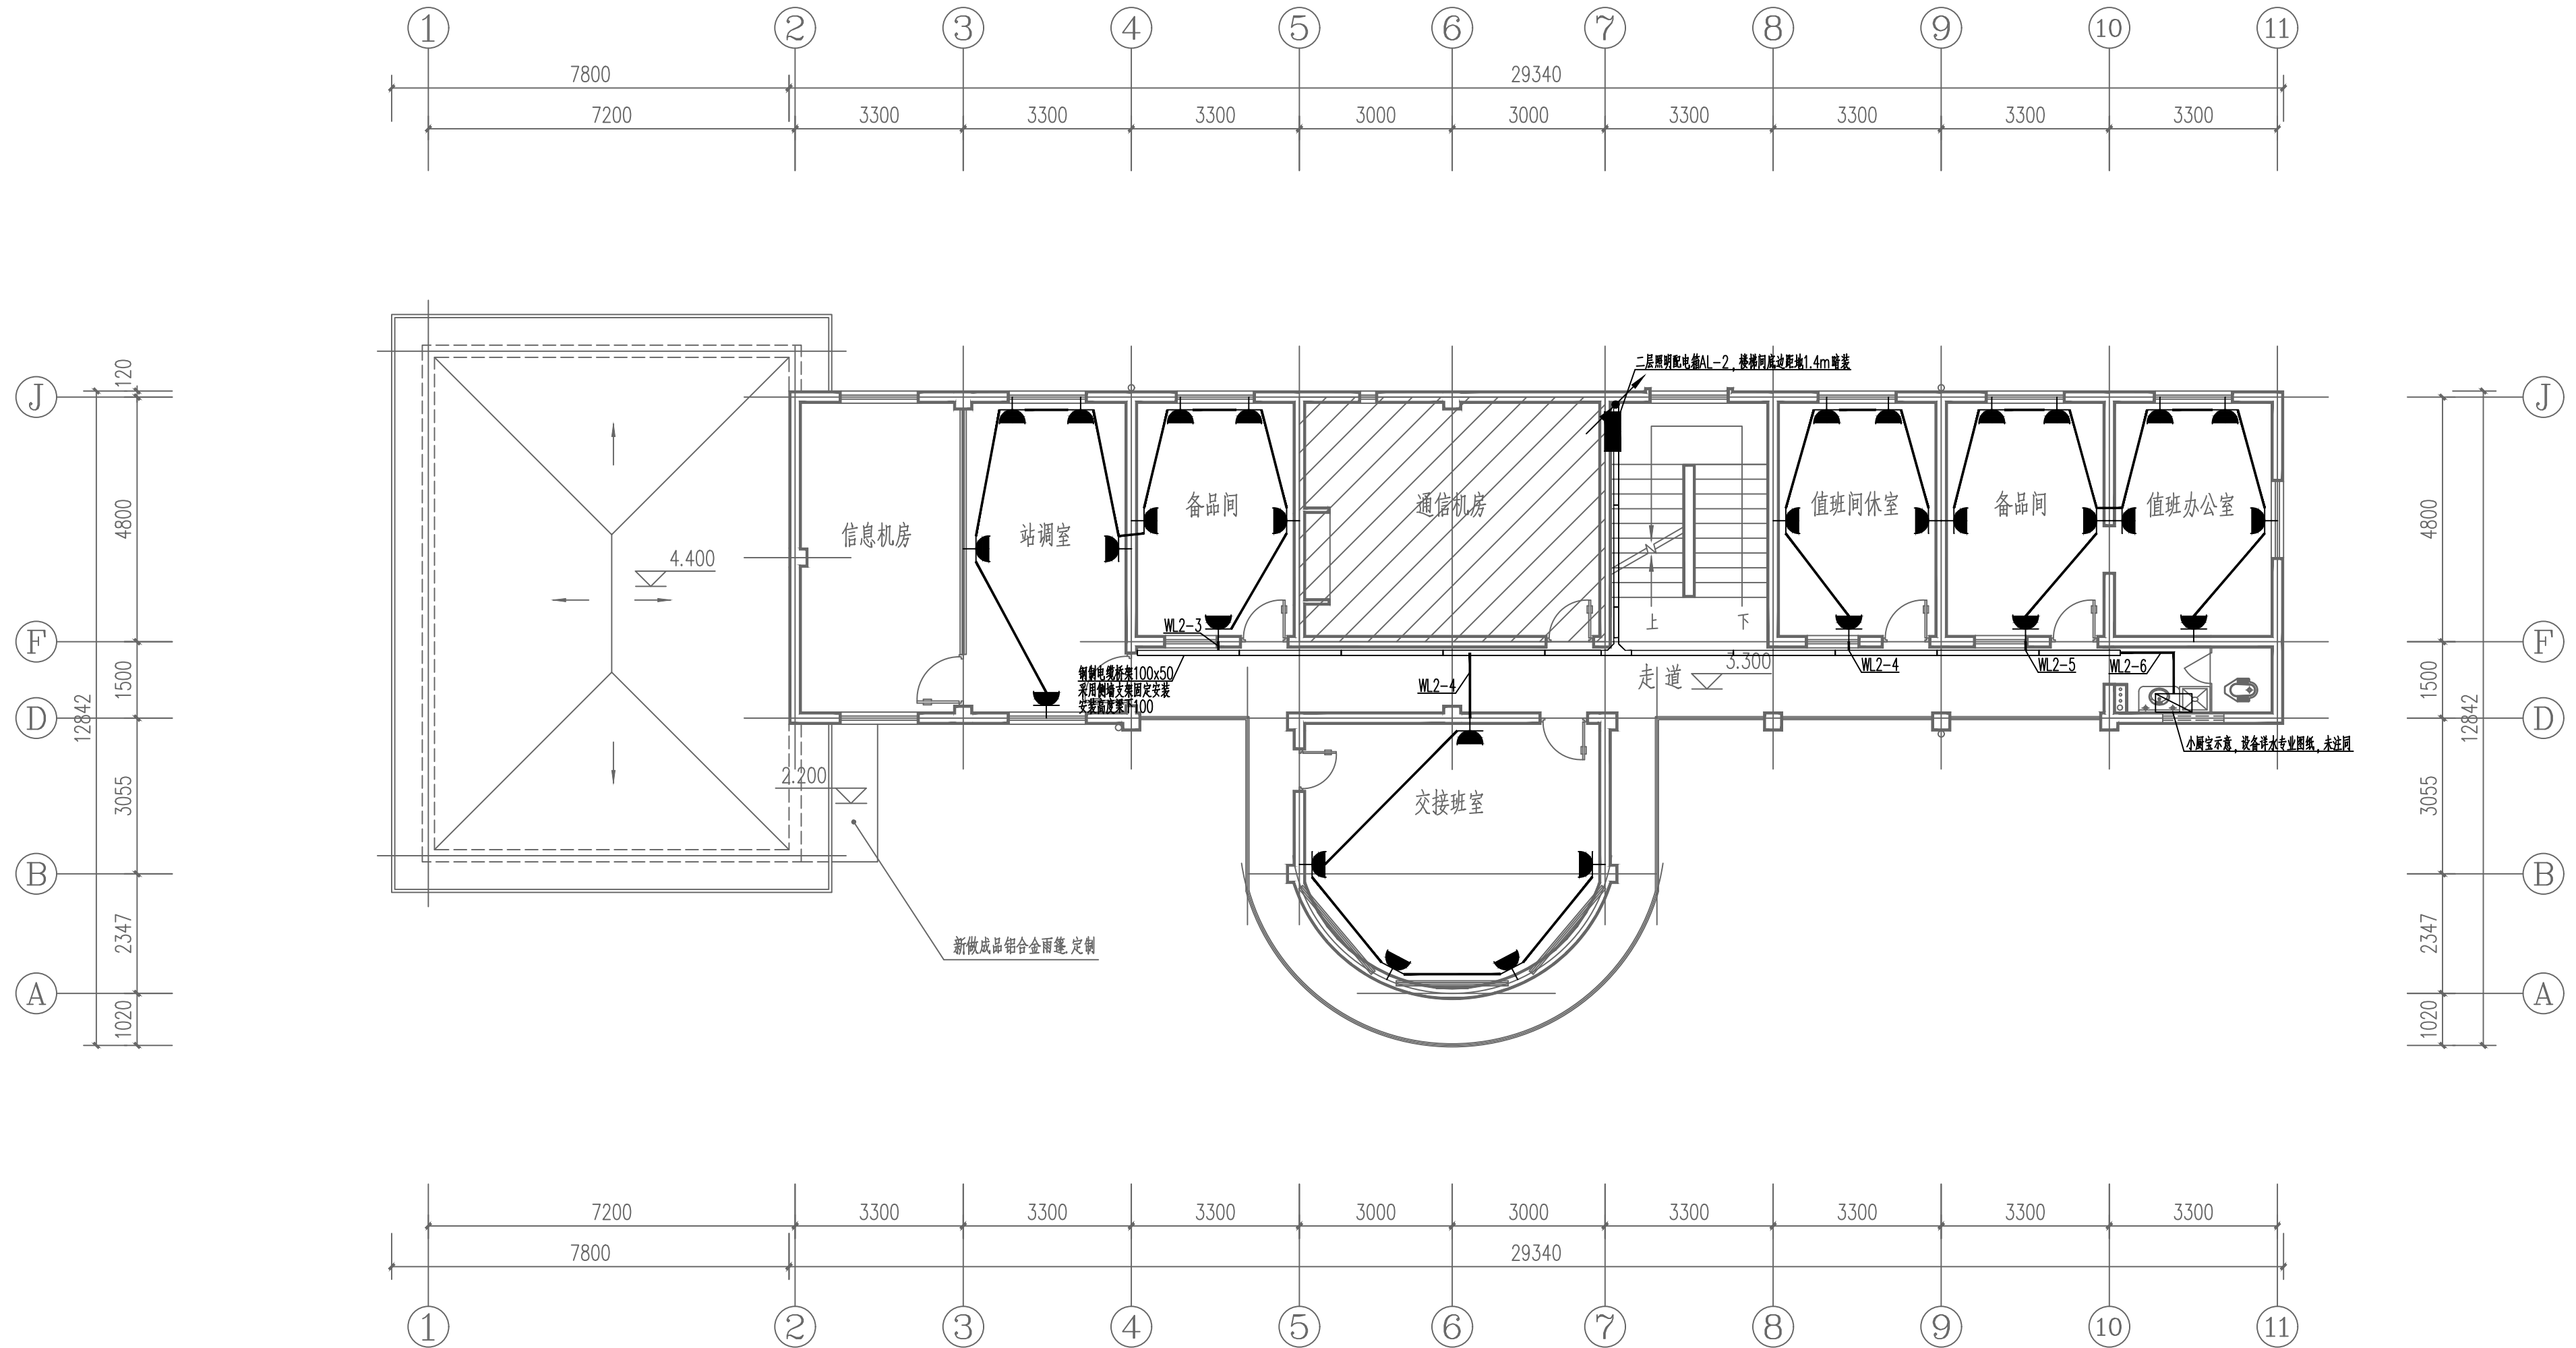 1 2 3 4 5 6 7 8 9 10 11
7800 29340
7200 3300 3300 3300 3000 3000 3300 3300 3300 3300
二层照明配电箱AL-2, 楼梯间底边距地1.4m暗装
J J
120
4800 4800
F F
1500 1500
D D
12842 12842
3055 3055
B B
2347 2347
A A
1020 1020
4.400
信息机房
站调室
备品间
通信机房
上 下
值班间休室
备品间
值班办公室
WL2-3
钢制电缆桥架100x50
采用侧墙支架固定安装
安装高度梁下100
WL2-4
走道
3.300
WL2-4
WL2-5
WL2-6
小厨宝示意, 设备详水专业图纸, 未注同
2.200
交接班室
新做成品铝合金雨篷,定制
7200 3300 3300 3300 3000 3000 3300 3300 3300 3300
7800 29340
1 2 3 4 5 6 7 8 9 10 11